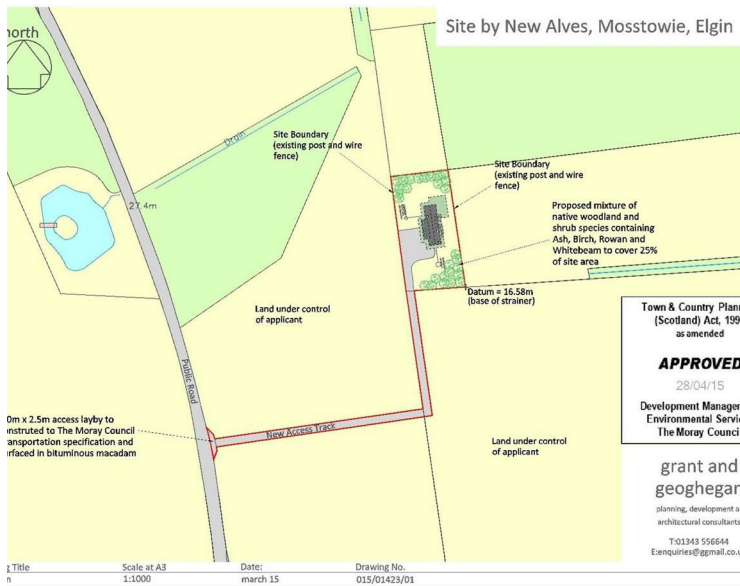 Site by New Alves, Mosstowie, Elgin
north
Drain
Site Boundary
(existing post and wire
fence)
Site Boundary
(existing post and wire
fence)
27.4m
Proposed mixture of
native woodland and
shrub species containing
Ash, Birch, Rowan and
Whitebeam to cover 25%
of site area
Datum = 16.58m
(base of strainer)
Land under control
of applicant
Public Road
0m x 2.5m access layby to
onstruted to The Moray Council
ransportation specification and
urfaced in bituminous macadam
New Access Track
Land under control
of applicant
Town & Country Plann
(Scotland) Act, 199
as amended
APPROVED
28/04/15
Development Managem
Environmental Servic
The Moray Counci
grant and
geoghegan
planning, development a
architectural consultants
T:01343 556644
E:enquiries@ggmail.co.u
g Title
n
Scale at A3
1:1000
Date:
march 15
Drawing No.
015/01423/01